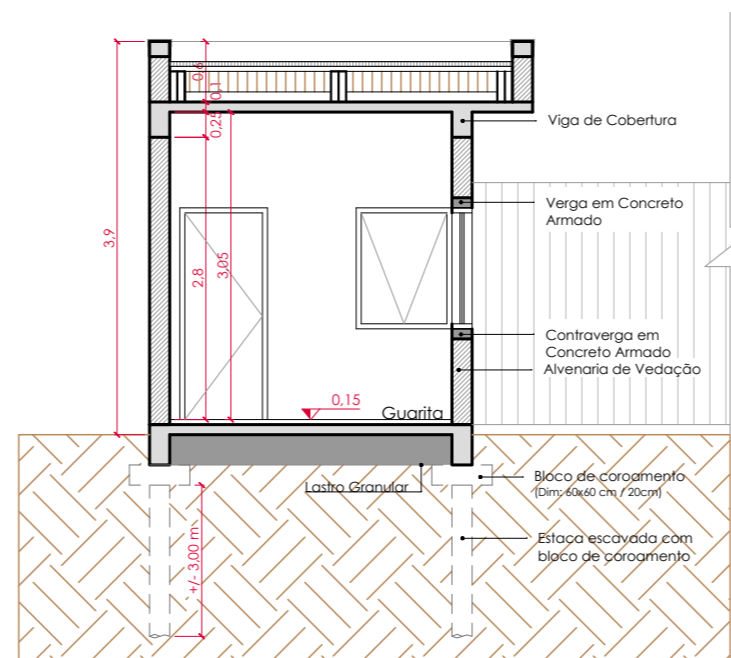 0,6
0,1
0,25
Viga de Cobertura
Verga em Concreto
Armado
3,9
2,8
3,05
Contraverga em
Concreto Armado
Alvenaria de Vedação
0,15
Guarita
Lastro Granular
Bloco de coroamento
(Dim: 60x60 cm / 20cm)
+/- 3,00 m
Estaca escavada com
bloco de coroamento